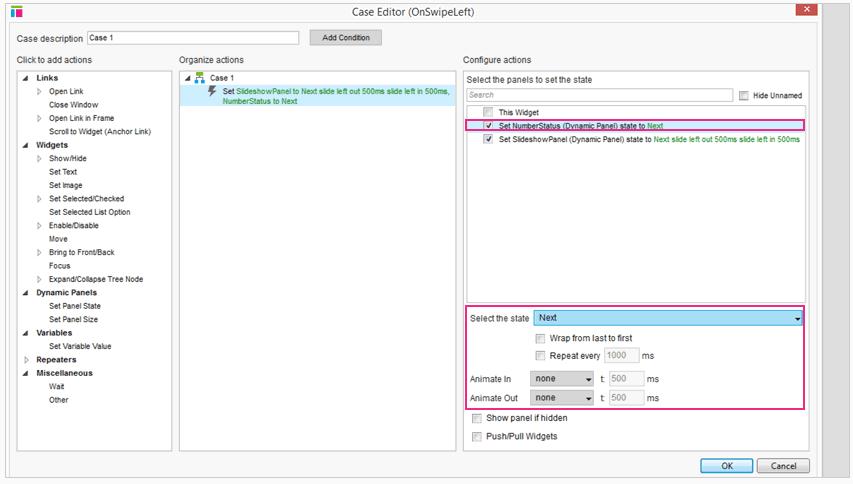 Case Editor (OnSwipeLeft)
Case description Case 1 Add Condition
Click to add actions
Links
Open Link
Close Window
Open Link in Frame
Scroll to Widget (Anchor Link)
Widgets
Show/Hide
Set Text
Set Image
Set Selected/Checked
Set Selected List Option
Enable/Disable
Move
Bring to Front/Back
Focus
Expand/Collapse Tree Node
Dynamic Panels
Set Panel State
Set Panel Size
Variables
Set Variable Value
Repeaters
Miscellaneous
Wait
Other
Organize actions
Case 1
Set SlideshowPanel to Next slide left out 500ms slide left in 500ms,
NumberStatus to Next
Configure actions
Select the panels to set the state
Search Hide Unnamed
This Widget
Set NumberStatus (Dynamic Panel) state to Next
Set SlideshowPanel (Dynamic Panel) state to Next slide left out 500ms slide left in 500ms
Select the state Next
Wrap from last to first
Repeat every 1000 ms
Animate In none t: 500 ms
Animate Out none t: 500 ms
Show panel if hidden
Push/Pull Widgets
OK Cancel